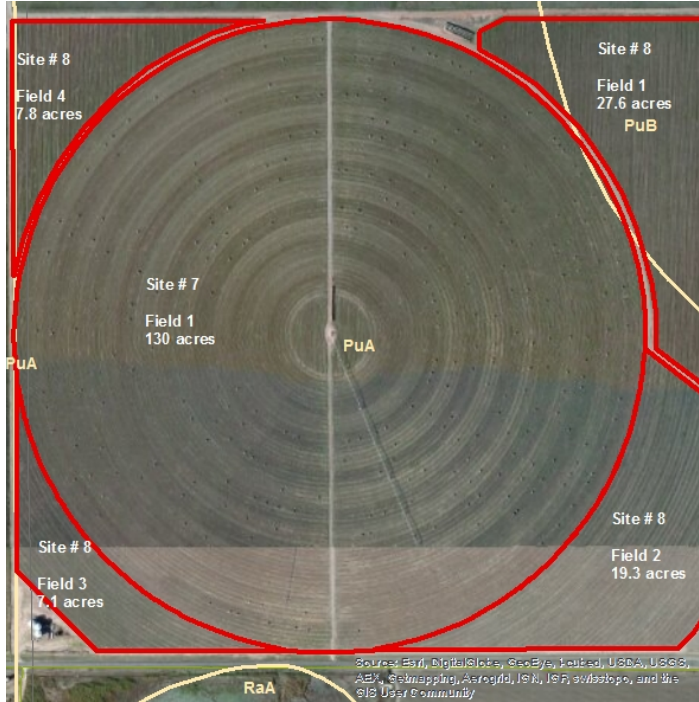 Site # 8
Field 4
7.8 acres
Site # 8
Field 1
27.6 acres
PuB
Site # 7
Field 1
130 acres
PuA
PuA
Site # 8
Field 2
19.3 acres
Site # 8
Field 3
7.1 acres
RaA
Source: Esri, DigitalGlobe, GeoEye, i-cubed, USDA, USGS,
AEX, Getmapping, Aerogrid, IGN, IGP, swisstopo, and the
GIS User Community